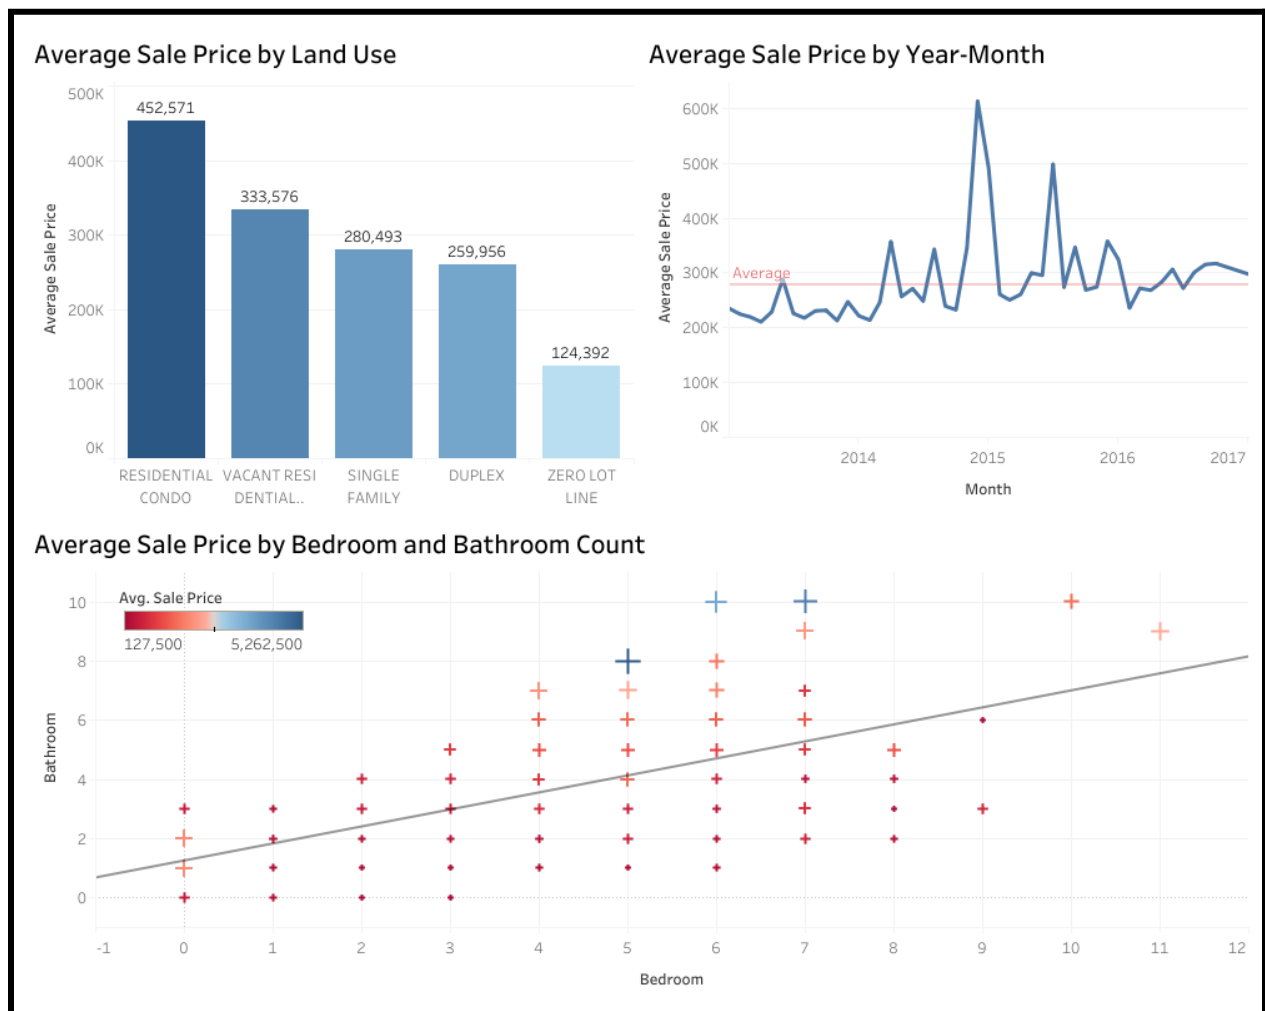 Average Sale Price by Land Use
500K
452,571
400K
333,576
300K
280,493
259,956
200K
124,392
100K
0K
Average Sale Price
RESIDENTIAL CONDO
VACANT RESI DENTIAL..
SINGLE FAMILY
DUPLEX
ZERO LOT LINE
Average Sale Price by Year-Month
600K
500K
400K
300K
Average
200K
100K
0K
Average Sale Price
2014 2015 2016 2017
Month
Average Sale Price by Bedroom and Bathroom Count
Avg. Sale Price
127,500 5,262,500
10
8
6
4
2
0
Bathroom
-1 0 1 2 3 4 5 6 7 8 9 10 11 12
Bedroom